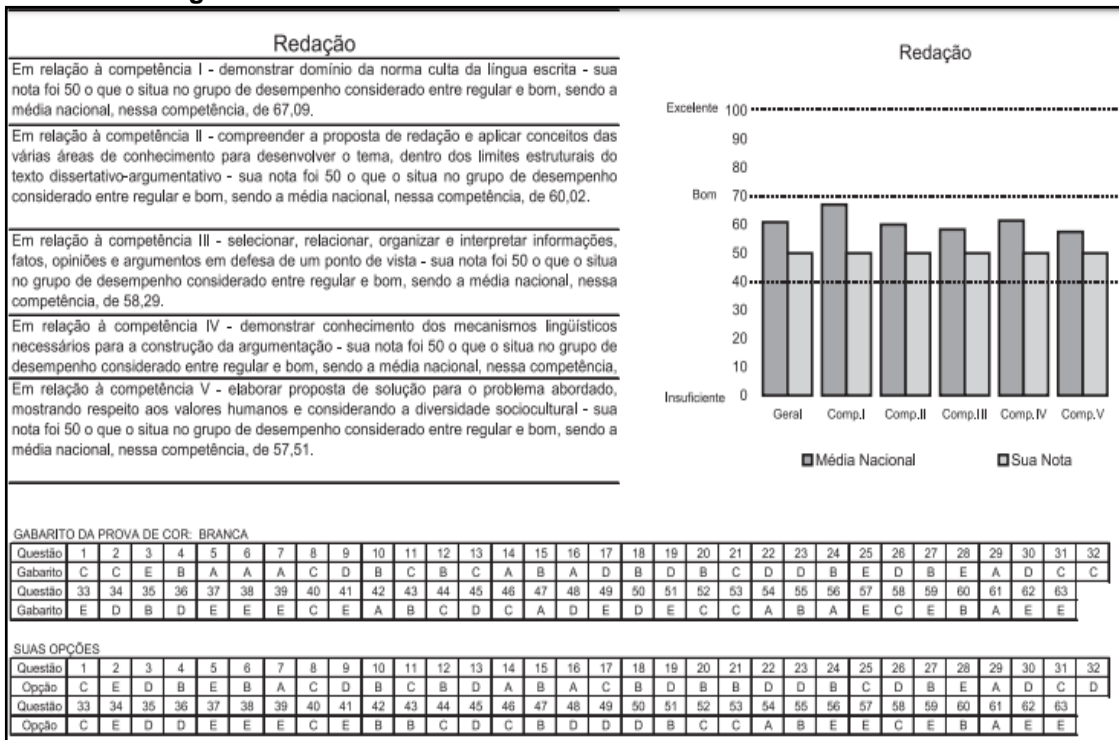 Redação
Em relação à competência I - demonstrar domínio da norma culta da língua escrita - sua
nota foi 50 o que o situa no grupo de desempenho considerado entre regular e bom, sendo a
média nacional, nessa competência, de 67,09.
Em relação à competência II - compreender a proposta de redação e aplicar conceitos das
várias áreas de conhecimento para desenvolver o tema, dentro dos limites estruturais do
texto dissertativo-argumentativo - sua nota foi 50 o que o situa no grupo de desempenho
considerado entre regular e bom, sendo a média nacional, nessa competência, de 60,02.
Em relação à competência III - selecionar, relacionar, organizar e interpretar informações,
fatos, opiniões e argumentos em defesa de um ponto de vista - sua nota foi 50 o que o situa
no grupo de desempenho considerado entre regular e bom, sendo a média nacional, nessa
competência, de 58,29.
Em relação à competência IV - demonstrar conhecimento dos mecanismos lingüísticos
necessários para a construção da argumentação - sua nota foi 50 o que o situa no grupo de
desempenho considerado entre regular e bom, sendo a média nacional, nessa competência,
Em relação à competência V - elaborar proposta de solução para o problema abordado,
mostrando respeito aos valores humanos e considerando a diversidade sociocultural - sua
nota foi 50 o que o situa no grupo de desempenho considerado entre regular e bom, sendo a
média nacional, nessa competência, de 57,51.
Redação
Excelente 100
90
80
Bom 70
60
50
40
30
20
10
Insuficiente 0
Geral Comp.I Comp.II Comp.III Comp.IV Comp.V
Média Nacional Sua Nota
GABARITO DA PROVA DE COR: BRANCA
Questão 1 2 3 4 5 6 7 8 9 10 11 12 13 14 15 16 17 18 19 20 21 22 23 24 25 26 27 28 29 30 31 32
Gabarito C C E B A A A C D B C B C A B A D B D B C D D B E D B E A D C C
Questão 33 34 35 36 37 38 39 40 41 42 43 44 45 46 47 48 49 50 51 52 53 54 55 56 57 58 59 60 61 62 63
Gabarito E D B D E E E C E A B C D C A D E D E C C A B A E C E B A E E
SUAS OPÇÕES
Questão 1 2 3 4 5 6 7 8 9 10 11 12 13 14 15 16 17 18 19 20 21 22 23 24 25 26 27 28 29 30 31 32
Opção C E D B E B A C D B C B D A B A C B D B B D D B C D B E A D C D
Questão 33 34 35 36 37 38 39 40 41 42 43 44 45 46 47 48 49 50 51 52 53 54 55 56 57 58 59 60 61 62 63
Opção C E D D E E E C E B B C D C B D D D B C C A B E E C E B A E E